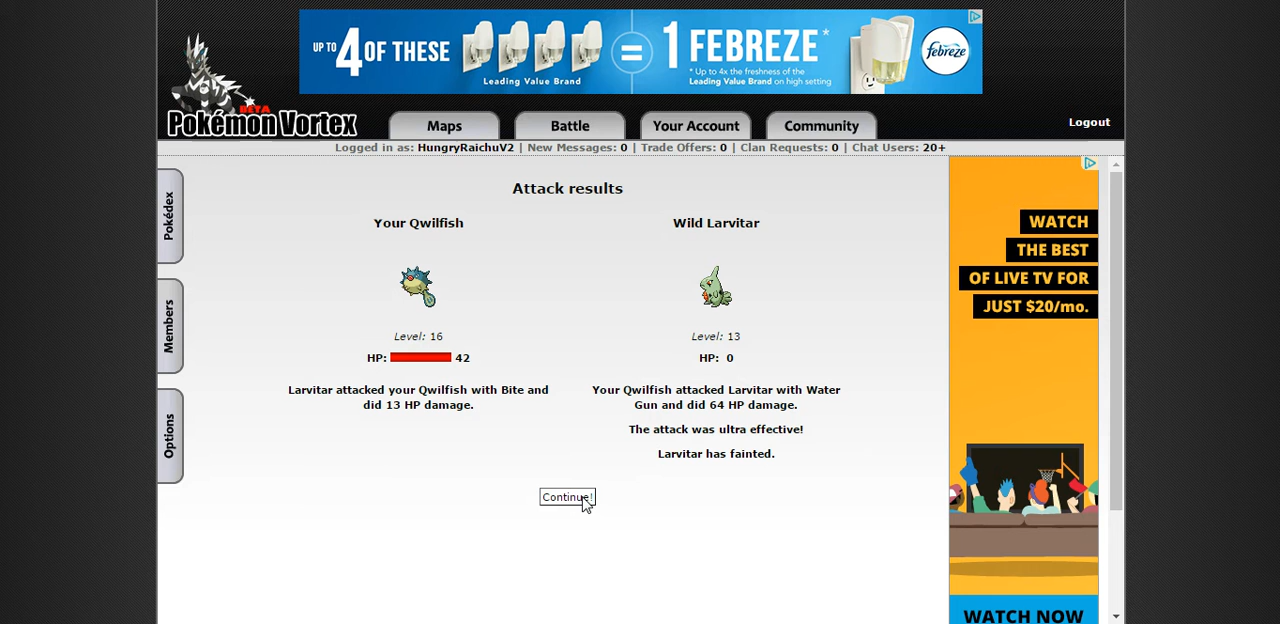 UP TO 4 OF THESE = 1 FEBREZE*
Leading Value Brand
* Up to 4x the freshness of the
Leading Value Brand on high setting
febreze
BETA
Pokémon Vortex
Maps
Battle
Your Account
Community
Logout
Logged in as: HungryRaichuV2 | New Messages: 0 | Trade Offers: 0 | Clan Requests: 0 | Chat Users: 20+
Pokédex
Members
Options
Attack results
Your Qwilfish
Wild Larvitar
Level: 16
Level: 13
HP: 42
HP: 0
Larvitar attacked your Qwilfish with Bite and
did 13 HP damage.
Your Qwilfish attacked Larvitar with Water
Gun and did 64 HP damage.
The attack was ultra effective!
Larvitar has fainted.
Continue!
WATCH
THE BEST
OF LIVE TV FOR
JUST $20/mo.
WATCH NOW